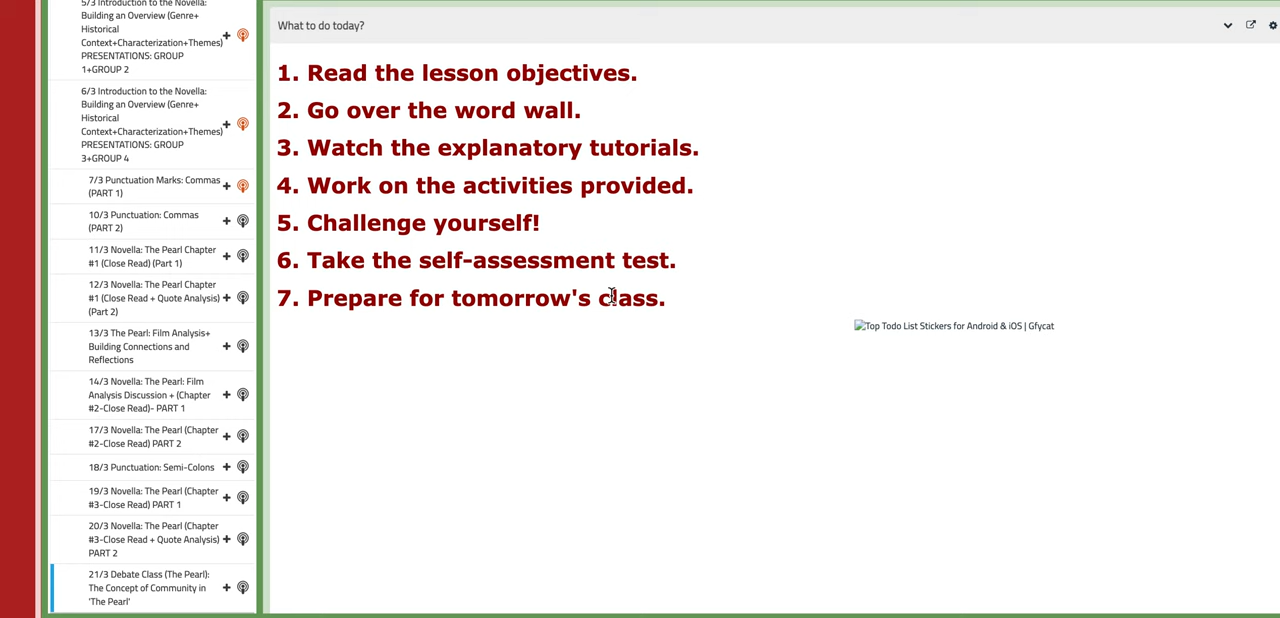 5/3 Introduction to the Novella:
Building an Overview (Genre+
Historical
Context+Characterization+Themes)
PRESENTATIONS: GROUP
1+GROUP 2
6/3 Introduction to the Novella:
Building an Overview (Genre+
Historical
Context+Characterization+Themes)
PRESENTATIONS: GROUP
3+GROUP 4
7/3 Punctuation Marks: Commas
(PART 1)
10/3 Punctuation: Commas
(PART 2)
11/3 Novella: The Pearl Chapter
#1 (Close Read) (Part 1)
12/3 Novella: The Pearl Chapter
#1 (Close Read + Quote Analysis)
(Part 2)
13/3 The Pearl: Film Analysis+
Building Connections and
Reflections
14/3 Novella: The Pearl: Film
Analysis Discussion + (Chapter
#2-Close Read)- PART 1
17/3 Novella: The Pearl (Chapter
#2-Close Read) PART 2
18/3 Punctuation: Semi-Colons
19/3 Novella: The Pearl (Chapter
#3-Close Read) PART 1
20/3 Novella: The Pearl (Chapter
#3-Close Read + Quote Analysis)
PART 2
21/3 Debate Class (The Pearl):
The Concept of Community in
'The Pearl'
What to do today?
1. Read the lesson objectives.
2. Go over the word wall.
3. Watch the explanatory tutorials.
4. Work on the activities provided.
5. Challenge yourself!
6. Take the self-assessment test.
7. Prepare for tomorrow's class.
Top Todo List Stickers for Android & iOS | Gfycat